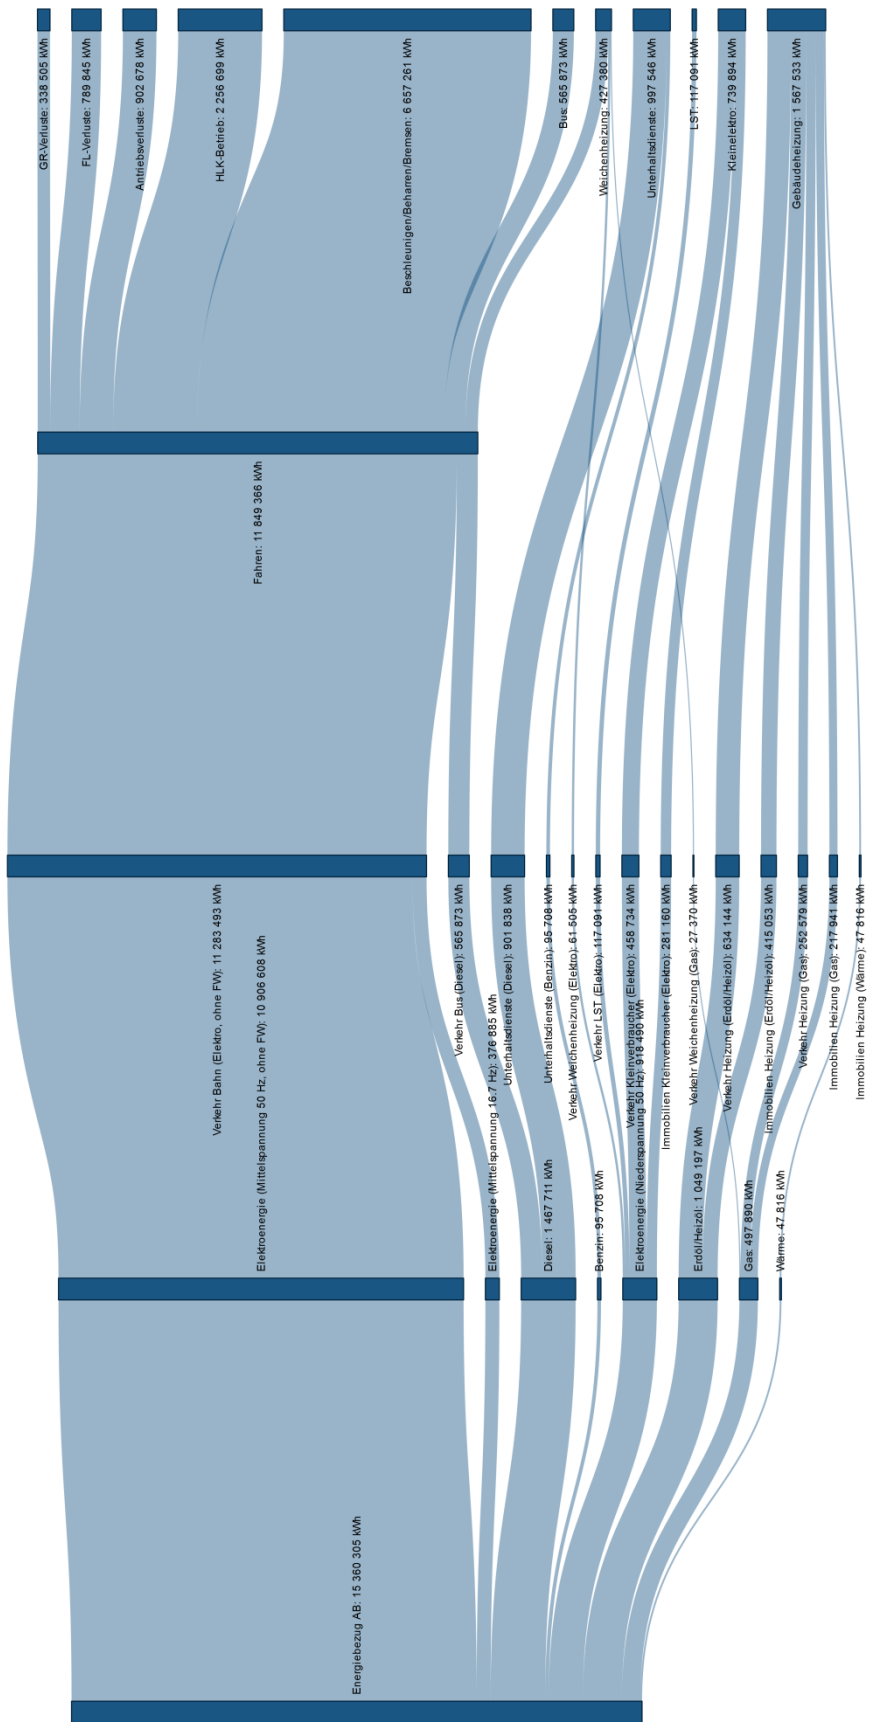 GR-Verluste: 338 505 kWh
FL-Verluste: 789 845 kWh
Antriebsverluste: 902 678 kWh
HLK-Betrieb: 2 256 699 kWh
Beschleunigen/Beharren/Bremsen: 6 657 261 kWh
Bus: 565 873 kWh
Weichenheizung: 427 380 kWh
Unterhaltsdienste: 997 546 kWh
LST: 117 091 kWh
Kleinelektro: 739 894 kWh
Gebäudeheizung: 1 567 533 kWh
Fahren: 11 849 366 kWh
Verkehr Bahn (Elektro, ohne FW): 11 283 493 kWh
Verkehr Bus (Diesel): 565 873 kWh
Unterhaltsdienste (Diesel): 901 838 kWh
Unterhaltsdienste (Benzin): 95 708 kWh
Verkehr Weichenheizung (Elektro): 61 505 kWh
Verkehr LST (Elektro): 117 091 kWh
Verkehr Kleinverbraucher (Elektro): 458 734 kWh
Immobilien Kleinverbraucher (Elektro): 281 160 kWh
Verkehr Weichenheizung (Gas): 27 370 kWh
Verkehr Heizung (Erdöl/Heizöl): 634 144 kWh
Immobilien Heizung (Erdöl/Heizöl): 415 053 kWh
Verkehr Heizung (Gas): 252 579 kWh
Immobilien Heizung (Gas): 217 941 kWh
Immobilien Heizung (Wärme): 47 816 kWh
Elektroenergie (Mittelspannung 50 Hz, ohne FW): 10 906 608 kWh
Elektroenergie (Mittelspannung 16.7 Hz): 376 885 kWh
Diesel: 1 467 711 kWh
Benzin: 95 708 kWh
Elektroenergie (Niederspannung 50 Hz): 918 490 kWh
Erdöl/Heizöl: 1 049 197 kWh
Gas: 497 890 kWh
Wärme: 47 816 kWh
Energiebezug AB: 15 360 305 kWh